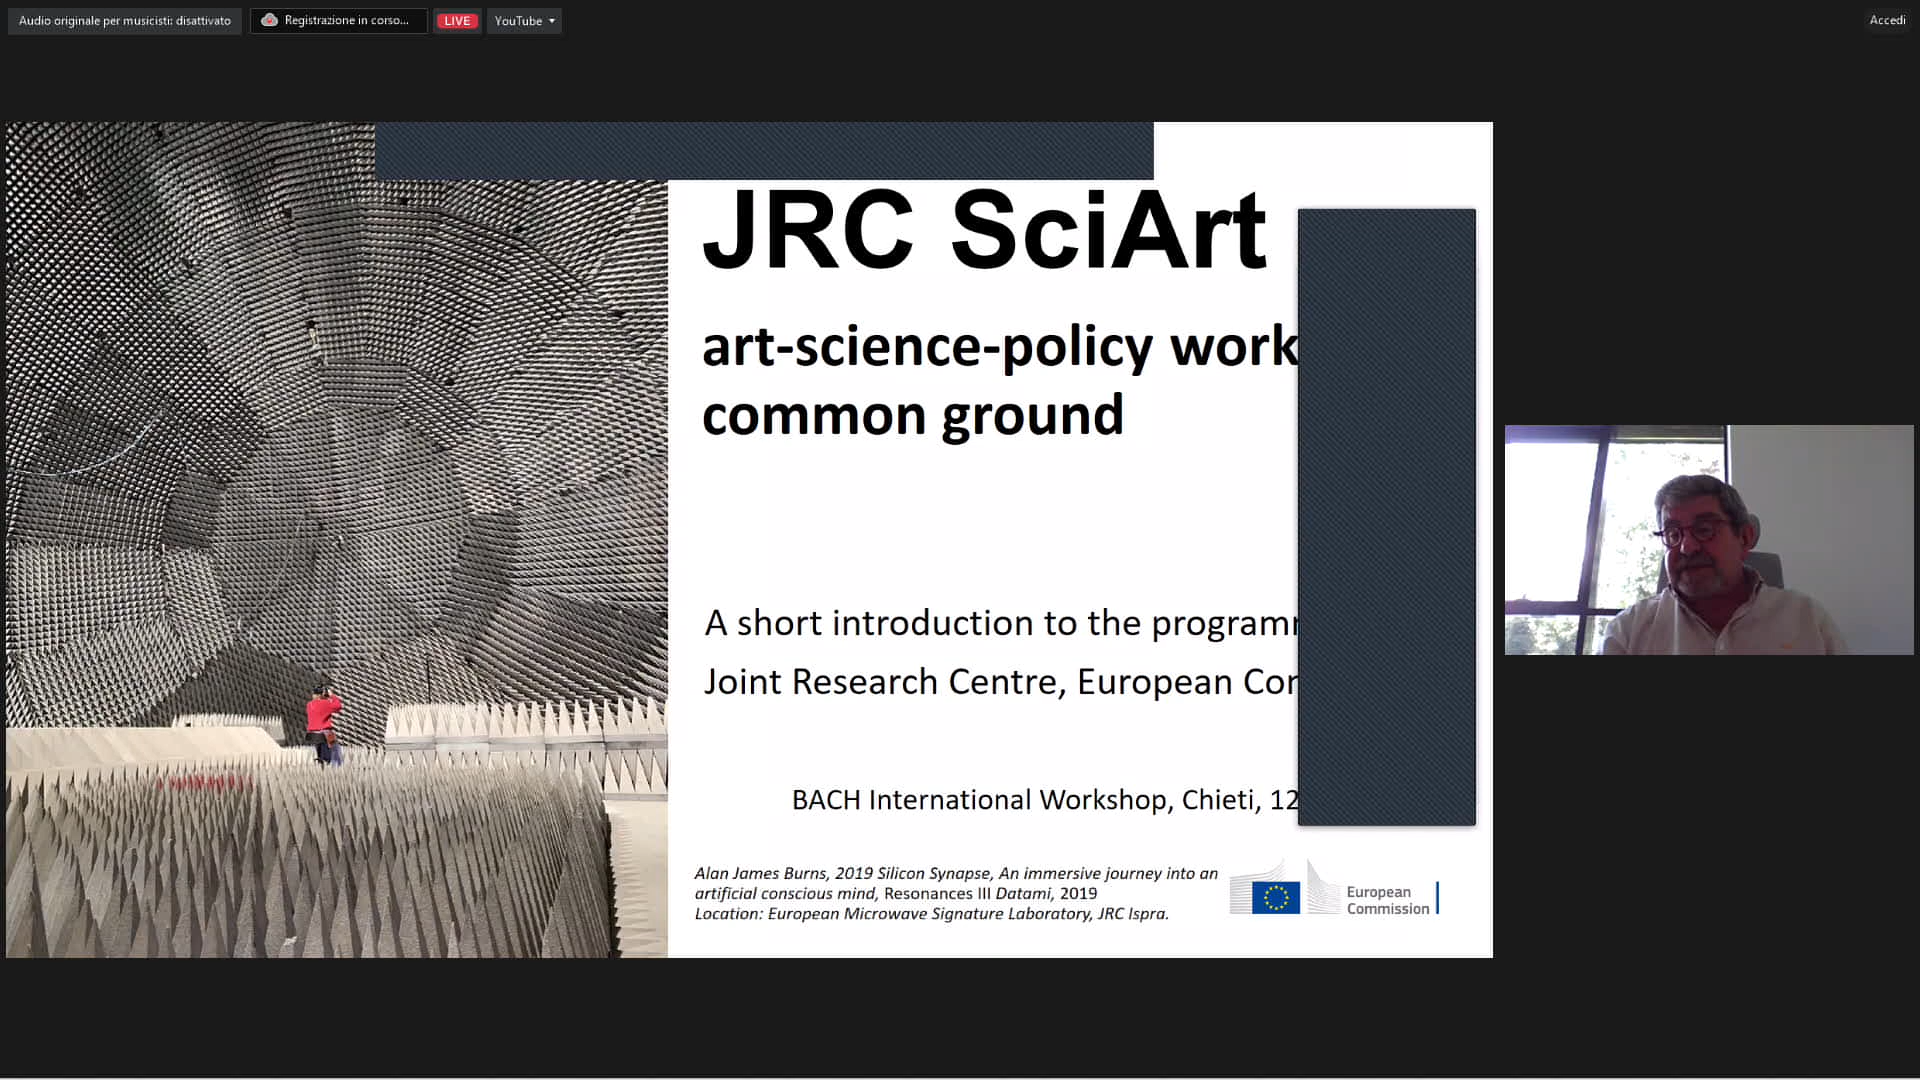 Audio originale per musicisti: disattivato
Registrazione in corso...
LIVE
YouTube
Accedi
JRC SciArt
art-science-policy work
common ground
A short introduction to the
Joint Research Centre, European
BACH International Workshop, Chieti, 12
Alan James Burns, 2019 Silicon Synapse, An immersive journey into an
artificial conscious mind, Resonances III Datami, 2019
Location: European Microwave Signature Laboratory, JRC Ispra.
European
Commission